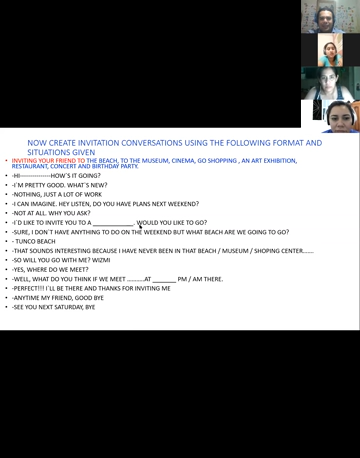 NOW CREATE INVITATION CONVERSATIONS USING THE FOLLOWING FORMAT AND
SITUATIONS GIVEN
• INVITING YOUR FRIEND TO THE BEACH, TO THE MUSEUM, CINEMA, GO SHOPPING , AN ART EXHIBITION,
RESTAURANT, CONCERT AND BIRTHDAY PARTY.
• -HI---------------HOW´S IT GOING?
• -I´M PRETTY GOOD. WHAT´S NEW?
• -NOTHING, JUST A LOT OF WORK
• -I CAN IMAGINE. HEY LISTEN, DO YOU HAVE PLANS NEXT WEEKEND?
• -NOT AT ALL. WHY YOU ASK?
• -I´D LIKE TO INVITE YOU TO A ____________. WOULD YOU LIKE TO GO?
• -SURE, I DON´T HAVE ANYTHING TO DO ON THE WEEKEND BUT WHAT BEACH ARE WE GOING TO GO?
• - TUNCO BEACH
• -THAT SOUNDS INTERESTING BECAUSE I HAVE NEVER BEEN IN THAT BEACH / MUSEUM / SHOPING CENTER.......
• -SO WILL YOU GO WITH ME? WIZMI
• -YES, WHERE DO WE MEET?
• -WELL, WHAT DO YOU THINK IF WE MEET ...........AT _______ PM / AM THERE.
• -PERFECT!!! I´LL BE THERE AND THANKS FOR INVITING ME
• -ANYTIME MY FRIEND, GOOD BYE
• -SEE YOU NEXT SATURDAY, BYE